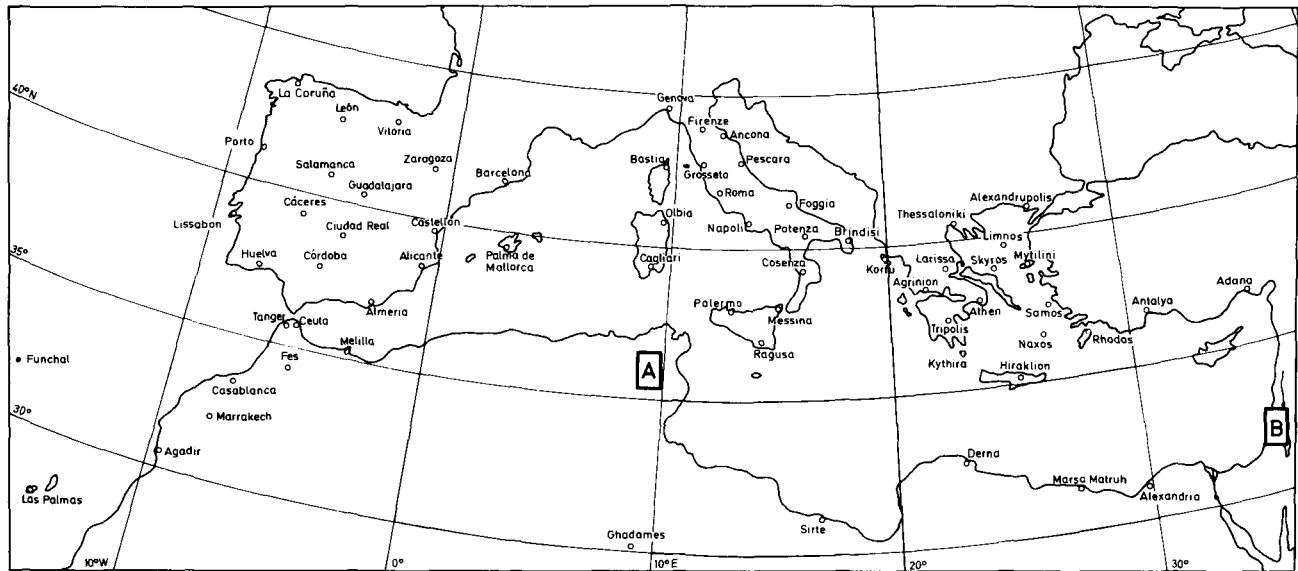 40°N
La Coruña
León
Vitoria
Genova
Firenze
Ancona
Porto
Zaragoza
Salamanca
Barcelona
Bastia
Grosseto
Pescara
Guadalajara
Roma
Cáceres
Alexandrupolis
Foggia
Lissabon
Ciudad Real
Castellón
Olbia
Napoli
Potenza
Brindisi
Thessaloniki
Limnos
35°
Huelva
Córdoba
Alicante
Palma de
Mallorca
Cagliari
Cosenza
Korfu
Larissa
Skyros
Mytilini
Agrinion
Adana
Almeria
Palermo
Messina
Athen
Samos
Antalya
Tanger
Ceuta
Tripolis
Naxos
Rhodos
Melilla
Ragusa
Funchal
Fes
A
Kythira
Hiraklion
Casablanca
30°
Marrakech
B
Agadir
Derna
Las Palmas
Marsa Matruh
Alexandria
Sirte
Ghadames
10°W
0°
10°E
20°
30°